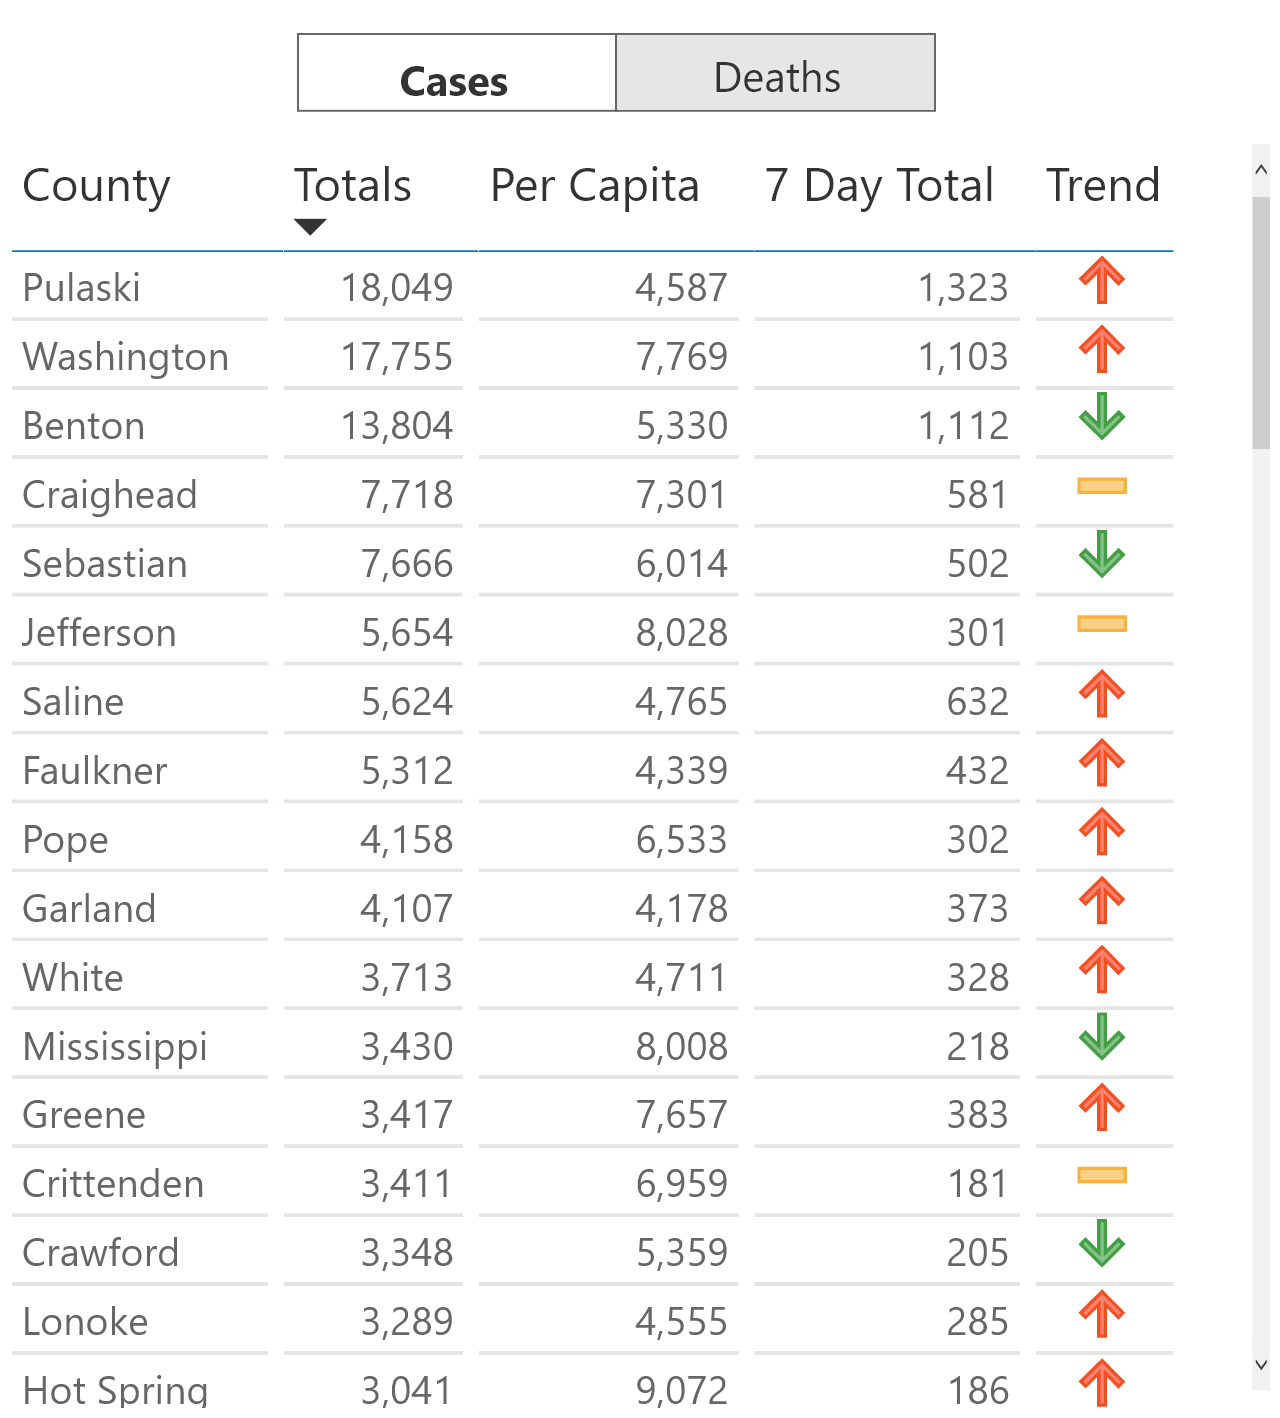 Cases Deaths
County Totals Per Capita 7 Day Total Trend
Pulaski 18,049 4,587 1,323
Washington 17,755 7,769 1,103
Benton 13,804 5,330 1,112
Craighead 7,718 7,301 581
Sebastian 7,666 6,014 502
Jefferson 5,654 8,028 301
Saline 5,624 4,765 632
Faulkner 5,312 4,339 432
Pope 4,158 6,533 302
Garland 4,107 4,178 373
White 3,713 4,711 328
Mississippi 3,430 8,008 218
Greene 3,417 7,657 383
Crittenden 3,411 6,959 181
Crawford 3,348 5,359 205
Lonoke 3,289 4,555 285
Hot Spring 3,041 9,072 186